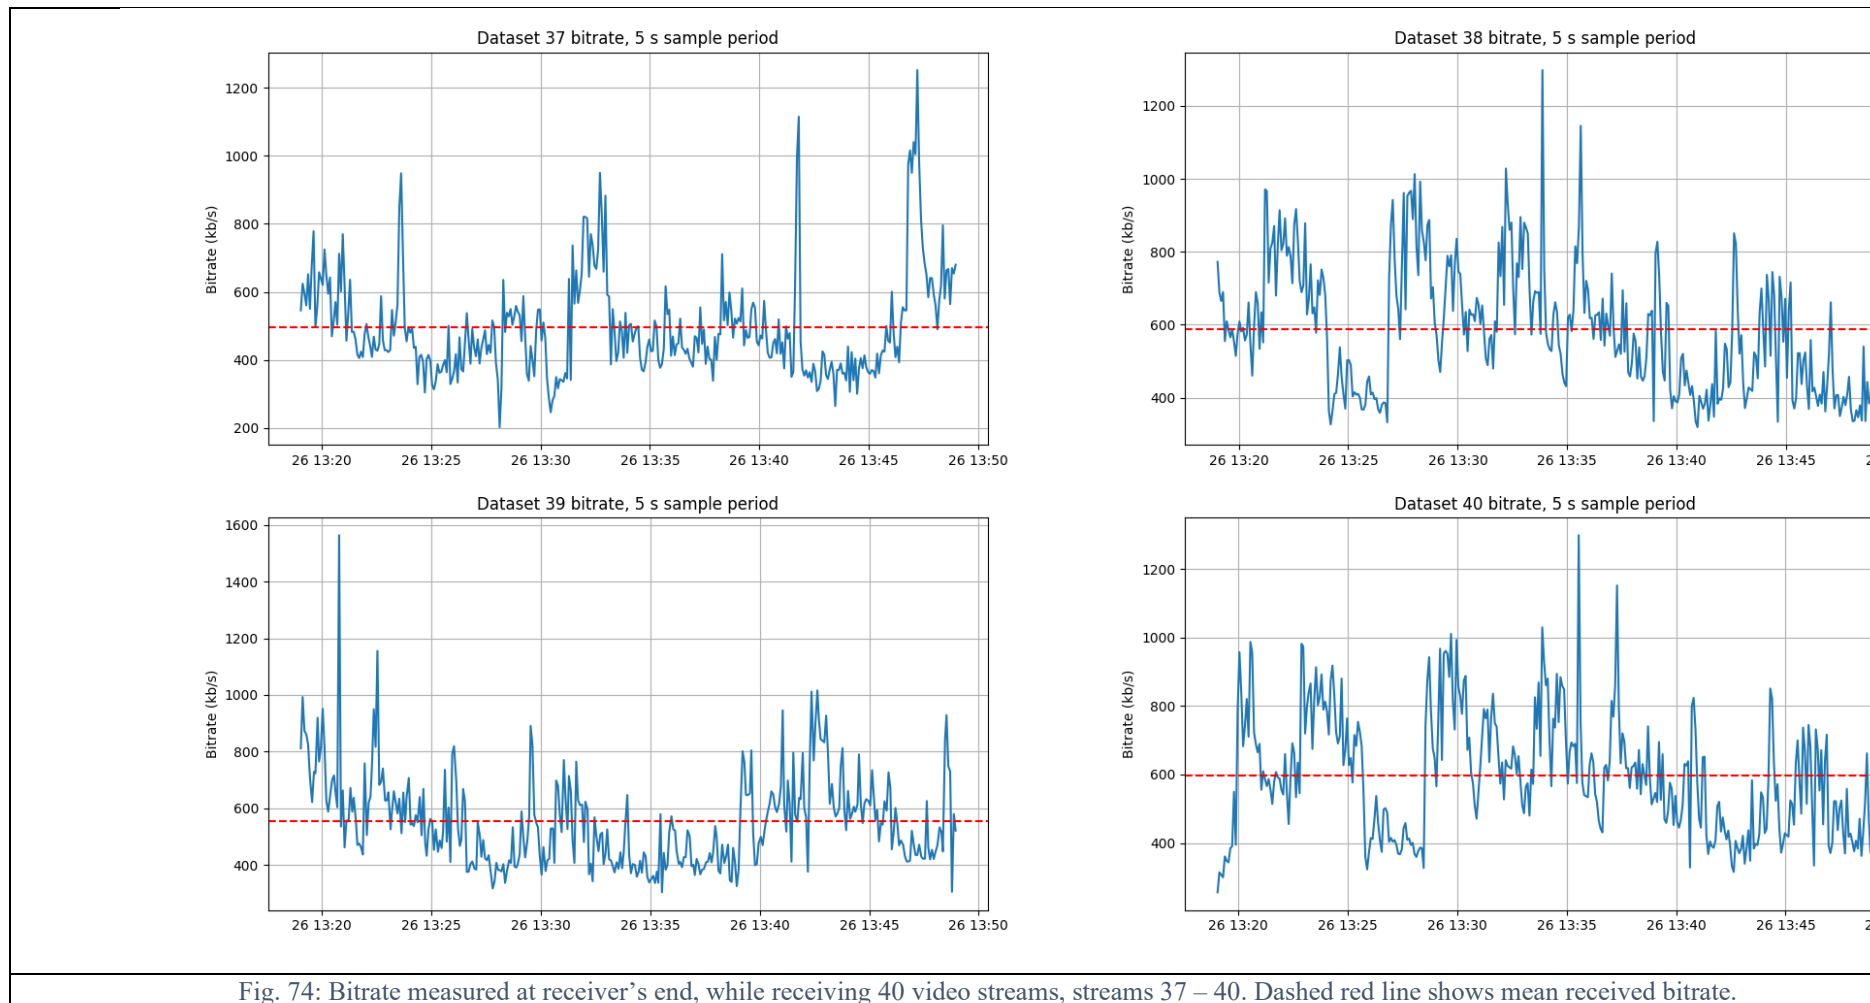 Dataset 37 bitrate, 5 s sample period
Bitrate (kb/s)
1200
1000
800
600
400
200
26 13:20 26 13:25 26 13:30 26 13:35 26 13:40 26 13:45 26 13:50
Dataset 38 bitrate, 5 s sample period
Bitrate (kb/s)
1200
1000
800
600
400
26 13:20 26 13:25 26 13:30 26 13:35 26 13:40 26 13:45 2
Dataset 39 bitrate, 5 s sample period
Bitrate (kb/s)
1600
1400
1200
1000
800
600
400
26 13:20 26 13:25 26 13:30 26 13:35 26 13:40 26 13:45 26 13:50
Dataset 40 bitrate, 5 s sample period
Bitrate (kb/s)
1200
1000
800
600
400
26 13:20 26 13:25 26 13:30 26 13:35 26 13:40 26 13:45 2
Fig. 74: Bitrate measured at receiver’s end, while receiving 40 video streams, streams 37 – 40. Dashed red line shows mean received bitrate.